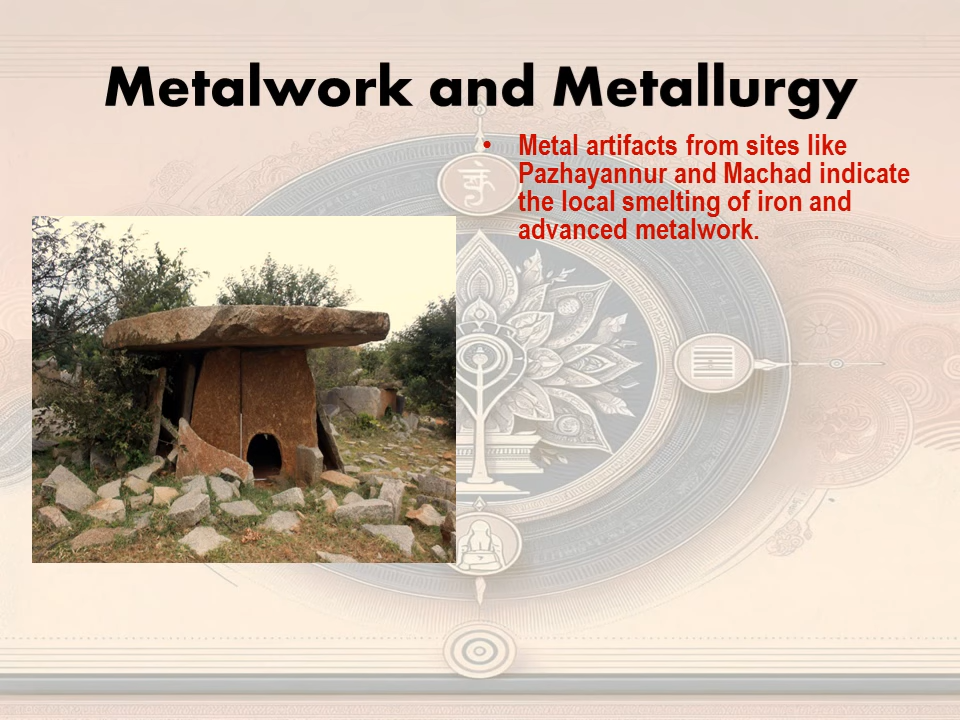 Metalwork and Metallurgy
• Metal artifacts from sites like
Pazhayannur and Machad indicate
the local smelting of iron and
advanced metalwork.